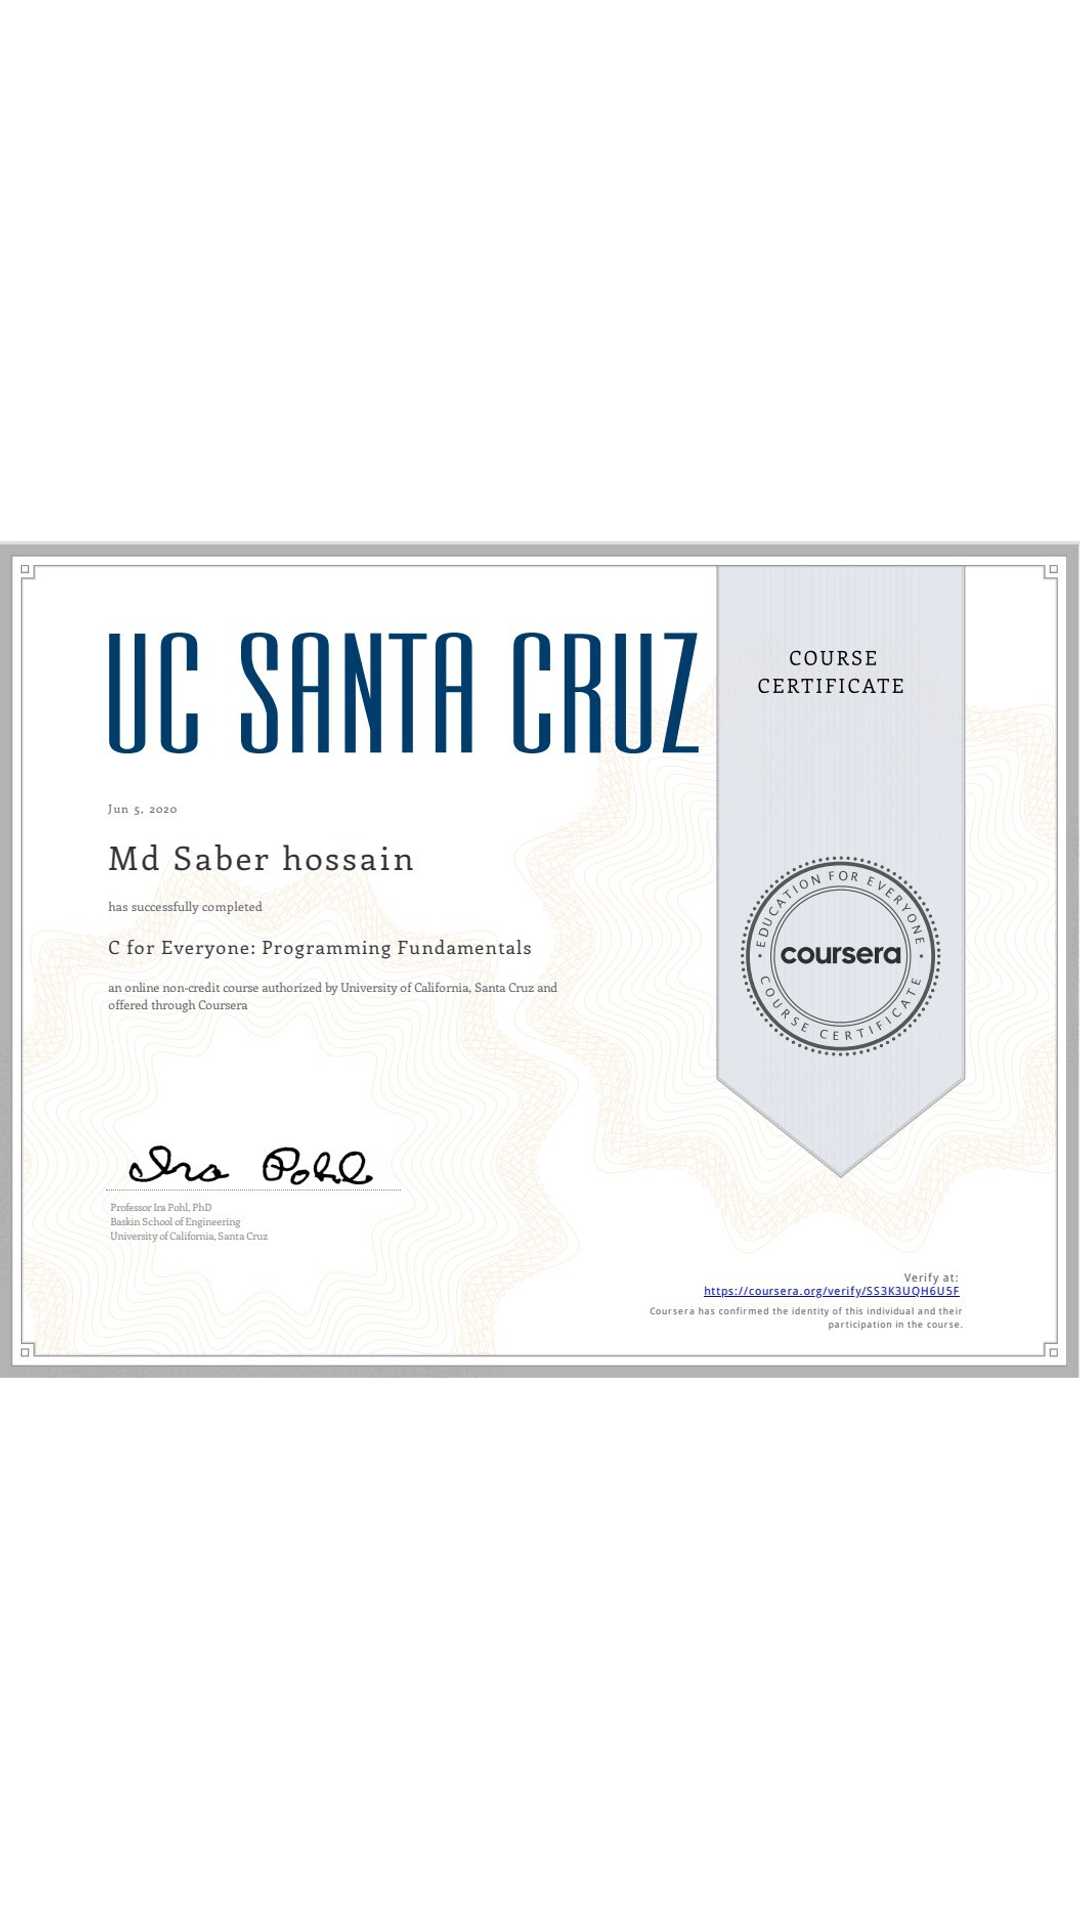 UC SANTA CRUZ
COURSE
CERTIFICATE
Jun 5, 2020
Md Saber hossain
has successfully completed
C for Everyone: Programming Fundamentals
an online non-credit course authorized by University of California, Santa Cruz and
offered through Coursera
EDUCATION FOR EVERYONE
coursera
COURSE CERTIFICATE
Ira Pohl
Professor Ira Pohl, PhD
Baskin School of Engineering
University of California, Santa Cruz
Verify at:
https://coursera.org/verify/SS3K3UQH6U5F
Coursera has confirmed the identity of this individual and their
participation in the course.